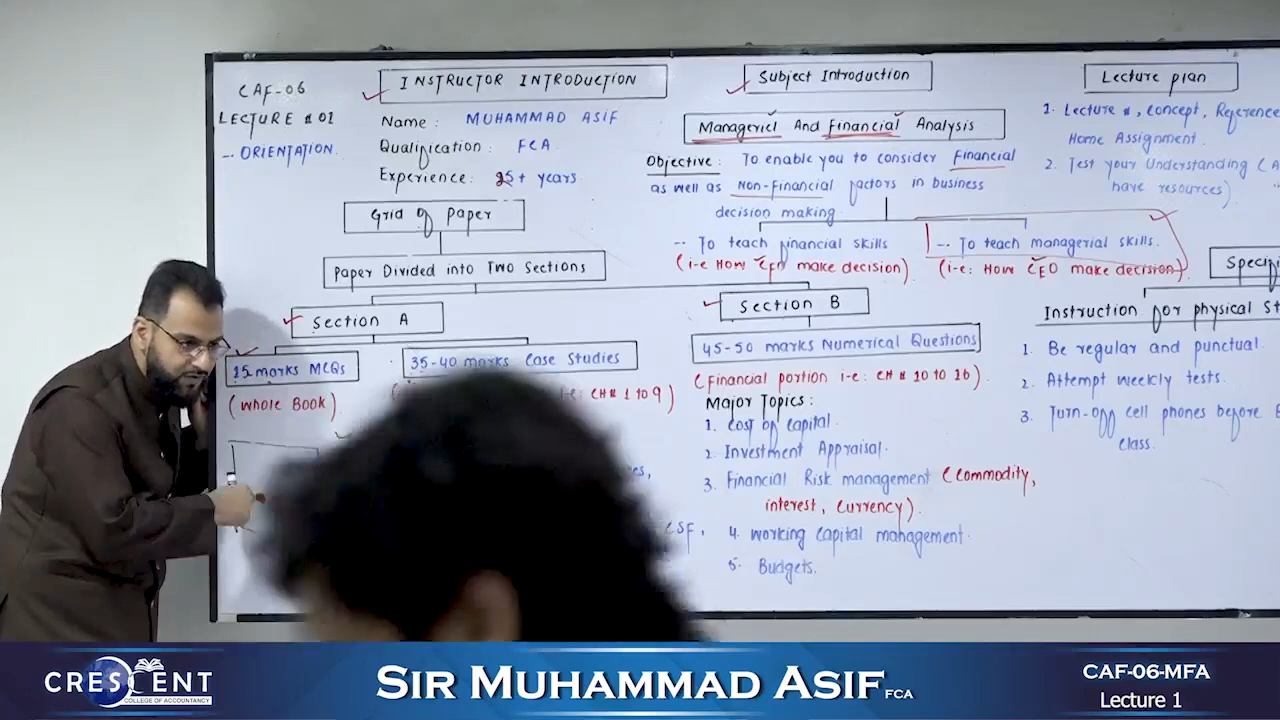 CAF-06
LECTURE # 01
-- ORIENTATION.
INSTRUCTOR INTRODUCTION
Name: MUHAMMAD ASIF
Qualification: FCA
Experience: 25+ years
Grid of paper
Paper Divided into Two Sections
Section A
15 marks MCQs
(Whole Book)
35-40 marks Case Studies
i.e: CH# 1 to 9)
CSF,
Subject Introduction
Managerial And Financial Analysis
Objective: To enable you to consider Financial
as well as Non-financial factors in business
decision making.
-- To teach financial skills
(i-e How CFO make decision)
-- To teach managerial skills.
(i-e: How CEO make decision)
Section B
45-50 marks Numerical Questions
(Financial portion i-e: CH# 10 to 16)
Major Topics:
1. Cost of capital.
2. Investment Appraisal.
3. Financial Risk management (commodity,
interest, currency).
4. Working capital management.
5. Budgets.
Lecture plan
1. Lecture #, concept, Reference
Home Assignment.
2. Test your Understanding (
have resources)
Instruction for physical
1. Be regular and punctual.
2. Attempt weekly tests.
3. Turn-off cell phones before
class.
CRESCENT
COLLEGE OF ACCOUNTANCY
SIR MUHAMMAD ASIF FCA
CAF-06-MFA
Lecture 1